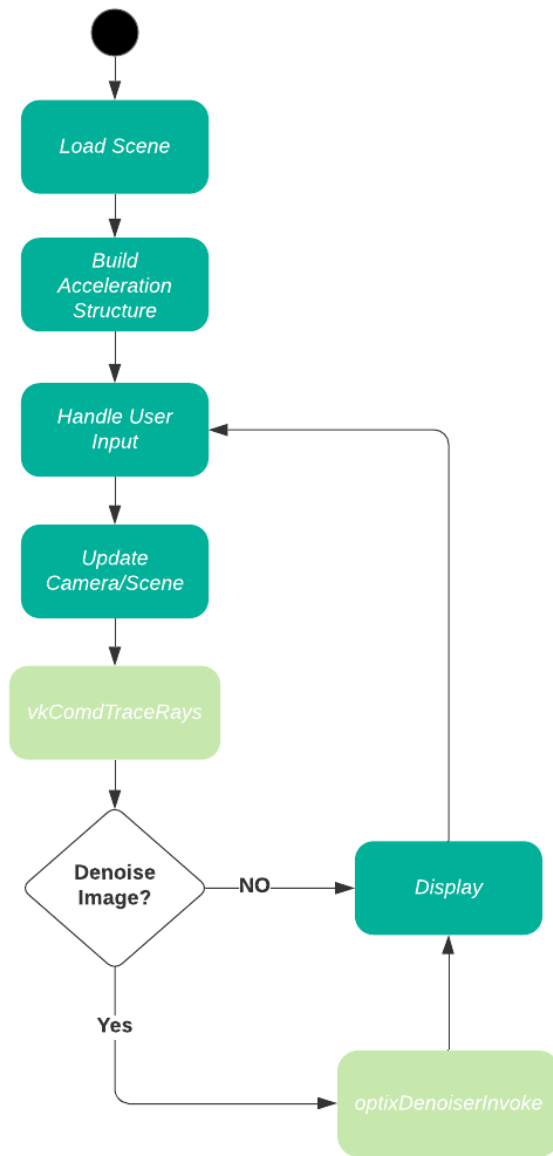 Load Scene
Build
Acceleration
Structure
Handle User
Input
Update
Camera/Scene
vkComdTraceRays
Denoise
Image?
NO
Display
Yes
optixDenoiserInvoke